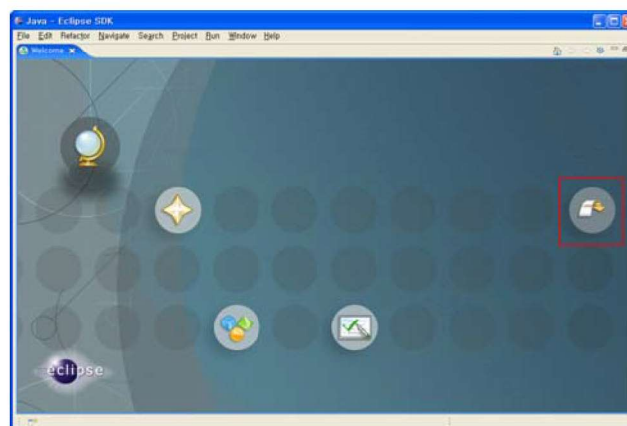 Java - Eclipse SDK
File Edit Refactor Navigate Search Project Run Window Help
Welcome
eclipse